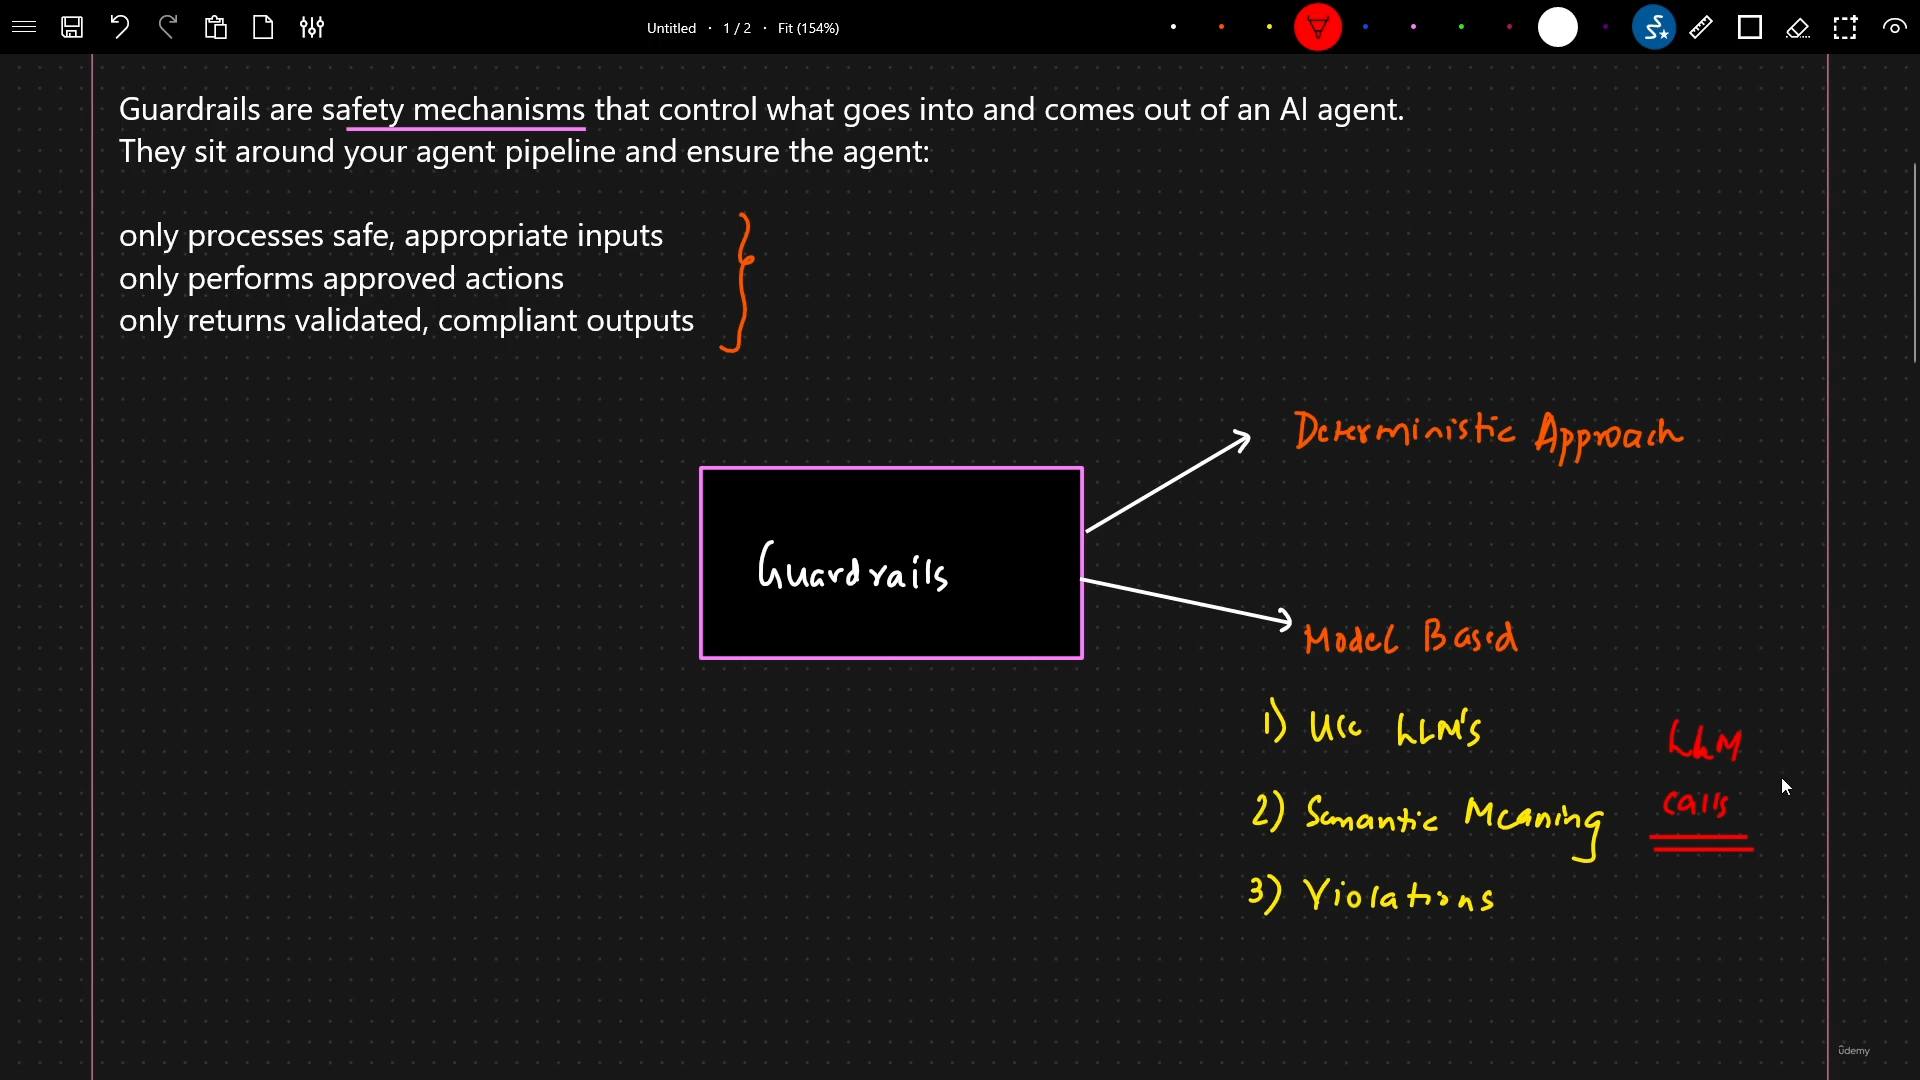 Untitled · 1 / 2 · Fit (154%)
Guardrails are safety mechanisms that control what goes into and comes out of an AI agent.
They sit around your agent pipeline and ensure the agent:
only processes safe, appropriate inputs
only performs approved actions
only returns validated, compliant outputs
Deterministic Approach
Guardrails
Model Based
1) Use LLM's
LLM
2) Semantic Meaning
calls
3) Violations
ûdemy